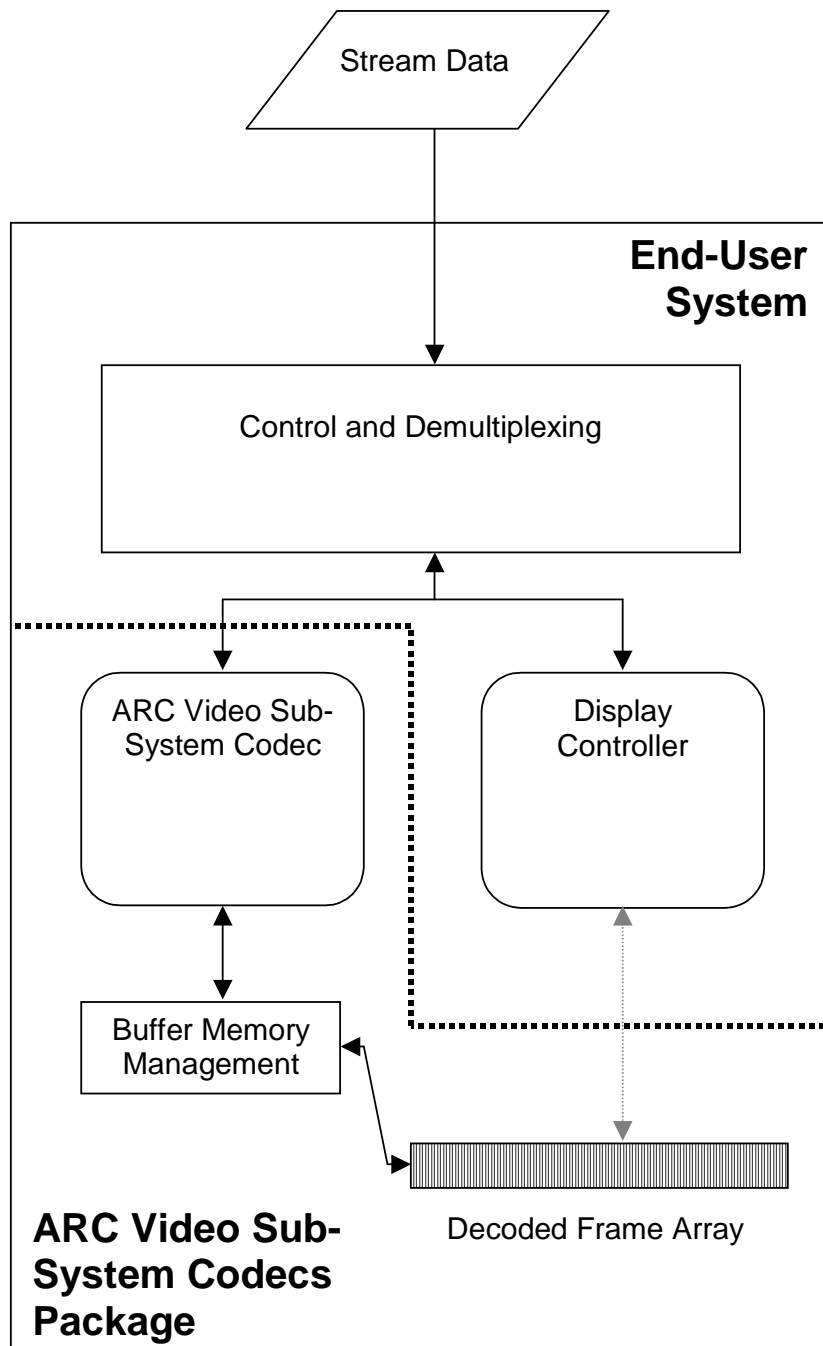 Stream Data
End-User
System
Control and Demultiplexing
ARC Video Sub-
System Codec
Display
Controller
Buffer Memory
Management
Decoded Frame Array
ARC Video Sub-
System Codecs
Package